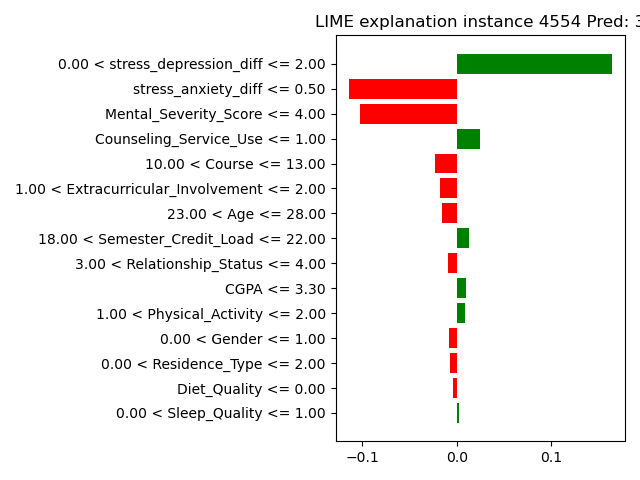 LIME explanation instance 4554 Pred: 3
0.00 < stress_depression_diff <= 2.00
stress_anxiety_diff <= 0.50
Mental_Severity_Score <= 4.00
Counseling_Service_Use <= 1.00
10.00 < Course <= 13.00
1.00 < Extracurricular_Involvement <= 2.00
23.00 < Age <= 28.00
18.00 < Semester_Credit_Load <= 22.00
3.00 < Relationship_Status <= 4.00
CGPA <= 3.30
1.00 < Physical_Activity <= 2.00
0.00 < Gender <= 1.00
0.00 < Residence_Type <= 2.00
Diet_Quality <= 0.00
0.00 < Sleep_Quality <= 1.00
−0.1 0.0 0.1